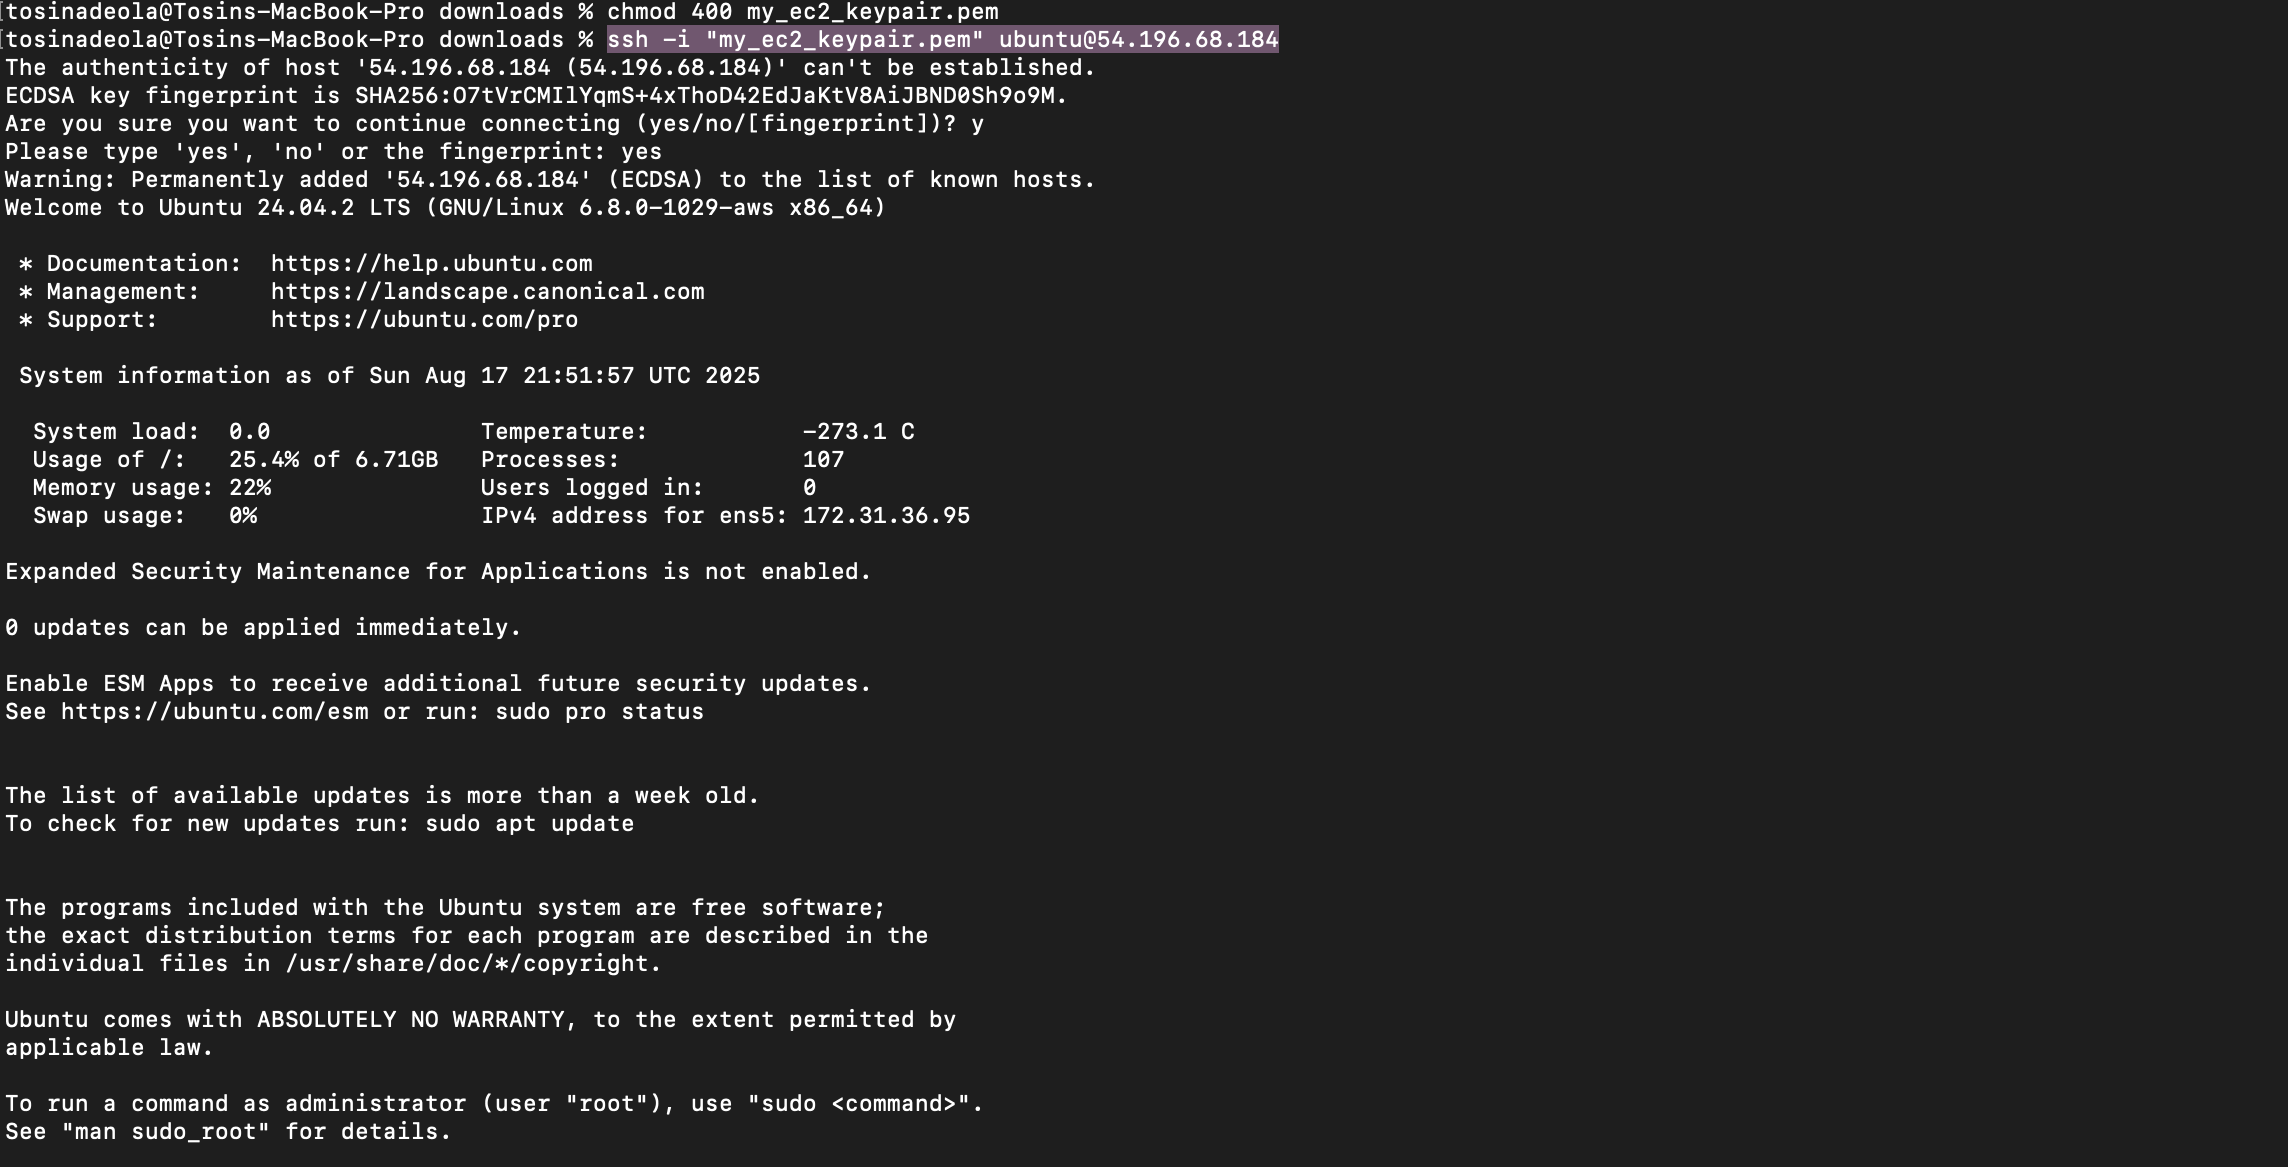 tosinadeola@Tosins-MacBook-Pro downloads % chmod 400 my_ec2_keypair.pem
[tosinadeola@Tosins-MacBook-Pro downloads % ssh -i "my_ec2_keypair.pem" ubuntu@54.196.68.184
The authenticity of host '54.196.68.184 (54.196.68.184)' can't be established.
ECDSA key fingerprint is SHA256:O7tVrCMIlYqmS+4xThoD42EdJaKtV8AiJBND0Sh9o9M.
Are you sure you want to continue connecting (yes/no/[fingerprint])? y
Please type 'yes', 'no' or the fingerprint: yes
Warning: Permanently added '54.196.68.184' (ECDSA) to the list of known hosts.
Welcome to Ubuntu 24.04.2 LTS (GNU/Linux 6.8.0-1029-aws x86_64)
 * Documentation:  https://help.ubuntu.com
 * Management:     https://landscape.canonical.com
 * Support:        https://ubuntu.com/pro
 System information as of Sun Aug 17 21:51:57 UTC 2025
  System load:  0.0               Temperature:           -273.1 C
  Usage of /:   25.4% of 6.71GB   Processes:             107
  Memory usage: 22%               Users logged in:       0
  Swap usage:   0%                IPv4 address for ens5: 172.31.36.95
Expanded Security Maintenance for Applications is not enabled.
0 updates can be applied immediately.
Enable ESM Apps to receive additional future security updates.
See https://ubuntu.com/esm or run: sudo pro status
The list of available updates is more than a week old.
To check for new updates run: sudo apt update
The programs included with the Ubuntu system are free software;
the exact distribution terms for each program are described in the
individual files in /usr/share/doc/*/copyright.
Ubuntu comes with ABSOLUTELY NO WARRANTY, to the extent permitted by
applicable law.
To run a command as administrator (user "root"), use "sudo <command>".
See "man sudo_root" for details.